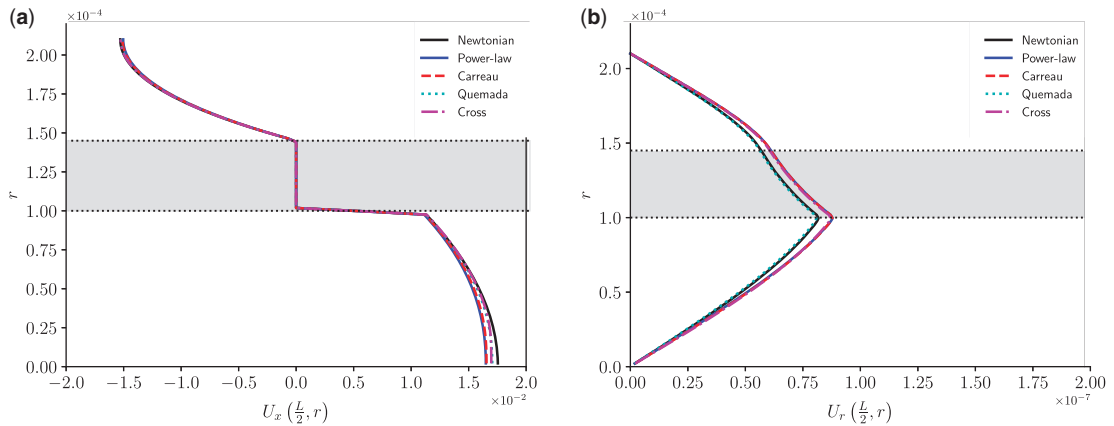 (a)
×10⁻⁴
2.00
1.75
1.50
1.25
1.00
0.75
0.50
0.25
0.00
r
Newtonian
Power-law
Carreau
Quemada
Cross
−2.0
−1.5
−1.0
−0.5
0.0
0.5
1.0
1.5
2.0
×10⁻²
U_x (L/2, r)
(b)
×10⁻⁴
2.0
1.5
1.0
0.5
0.0
r
Newtonian
Power-law
Carreau
Quemada
Cross
0.00
0.25
0.50
0.75
1.00
1.25
1.50
1.75
2.00
×10⁻⁷
U_r (L/2, r)